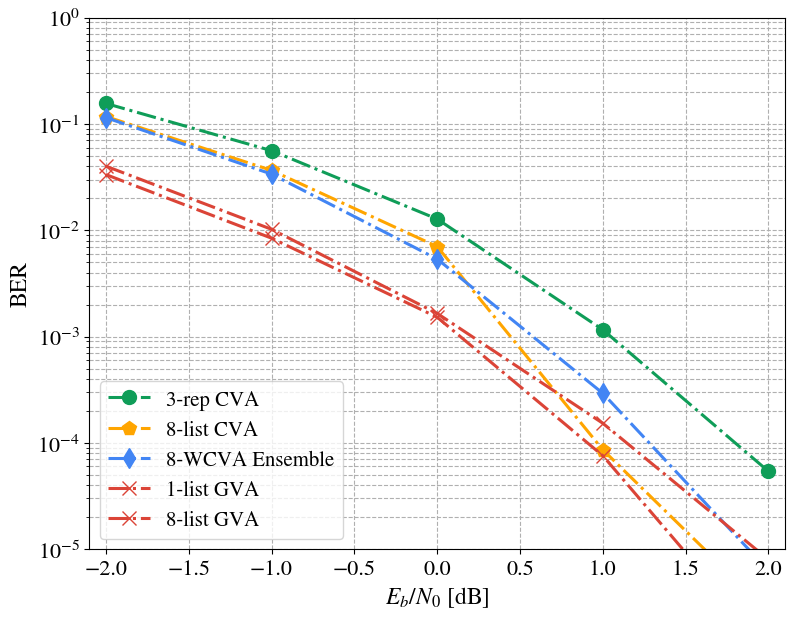 10⁰
10⁻¹
10⁻²
10⁻³
10⁻⁴
10⁻⁵
BER
3-rep CVA
8-list CVA
8-WCVA Ensemble
1-list GVA
8-list GVA
−2.0 −1.5 −1.0 −0.5 0.0 0.5 1.0 1.5 2.0
E_b/N_0 [dB]